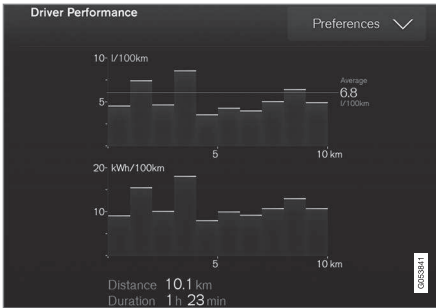 Driver Performance
Preferences
10 l/100km
Average
6.8
l/100km
5
5
10 km
20 kWh/100km
10
5
10 km
Distance 10.1 km
Duration 1 h 23 min
G053841